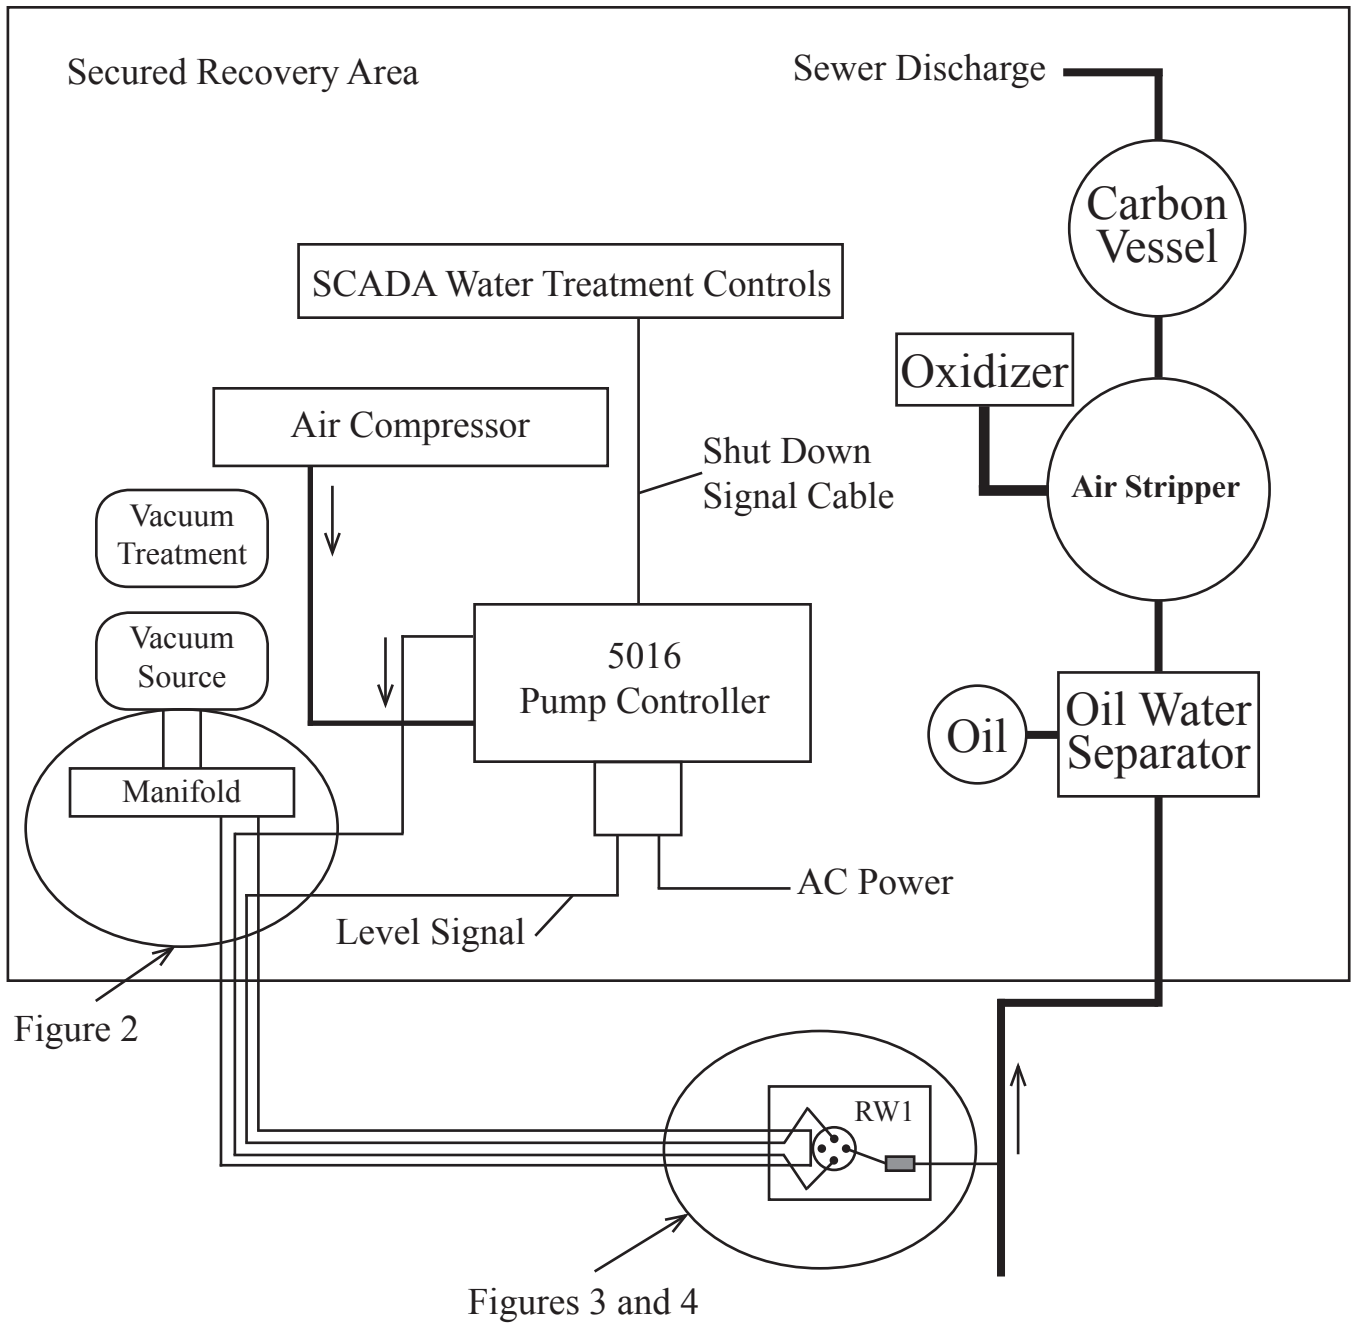 Secured Recovery Area
Sewer Discharge
Carbon
Vessel
SCADA Water Treatment Controls
Oxidizer
Air Compressor
Shut Down
Signal Cable
Air Stripper
Vacuum
Treatment
Vacuum
Source
5016
Pump Controller
Oil
Oil Water
Separator
Manifold
AC Power
Level Signal
Figure 2
RW1
Figures 3 and 4